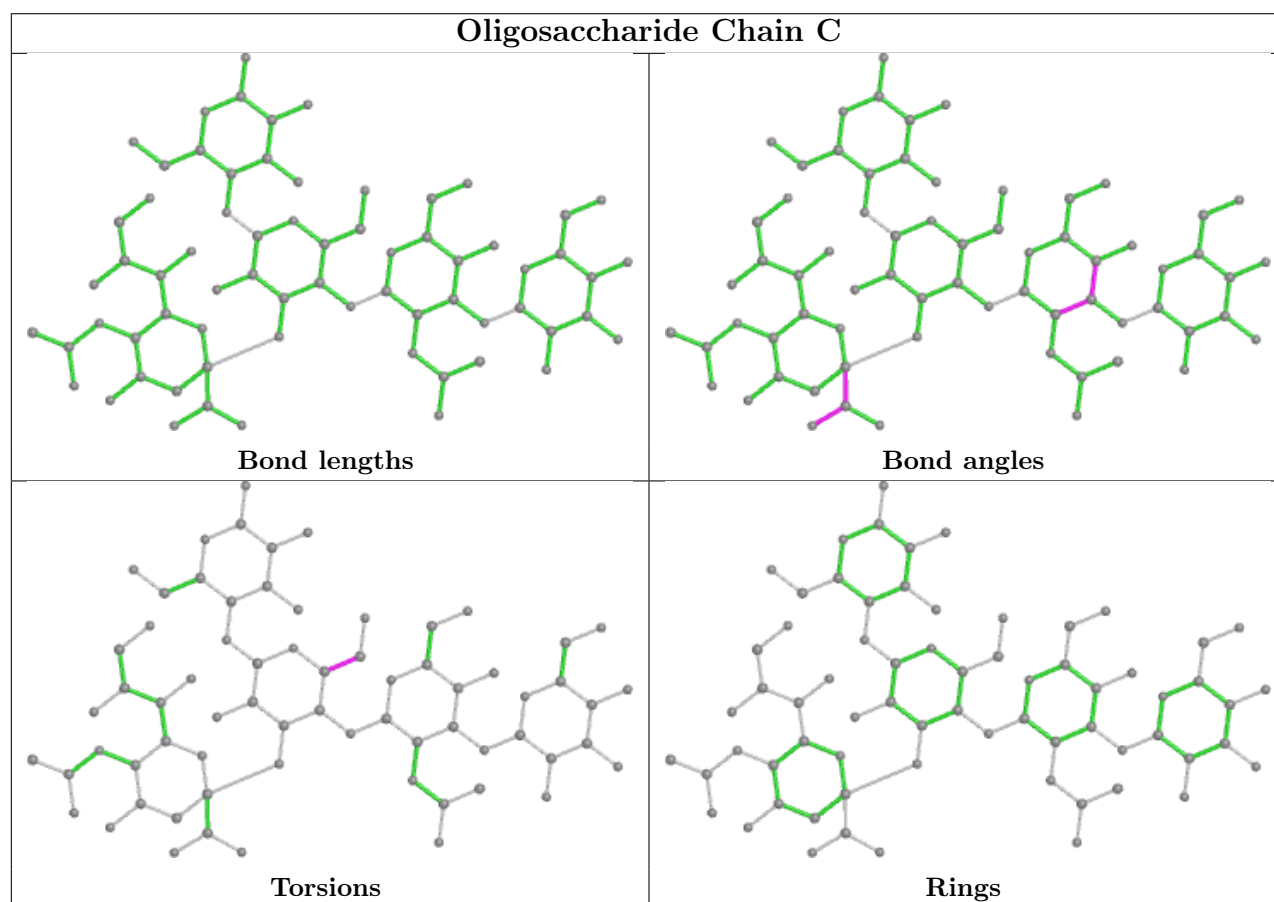 Oligosaccharide Chain C
Bond lengths
Bond angles
Torsions
Rings